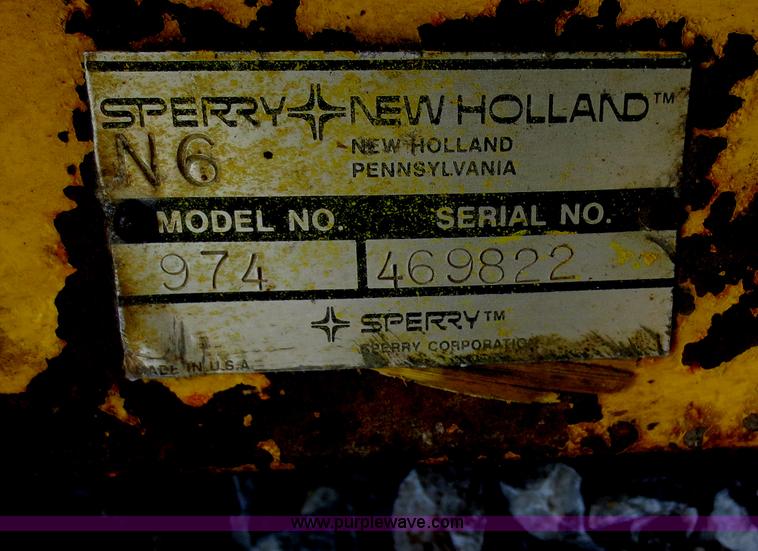 SPERRY NEW HOLLAND™
N6
NEW HOLLAND
PENNSYLVANIA
MODEL NO. SERIAL NO.
974 469822
SPERRY™
SPERRY CORPORATION
MADE IN U.S.A.
www.purplewave.com